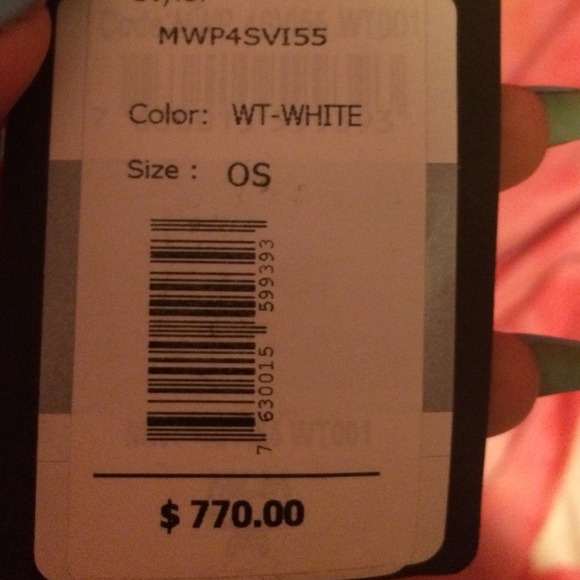 MWP4SVI55
Color: WT-WHITE
Size : OS
7 630015 599393
$ 770.00